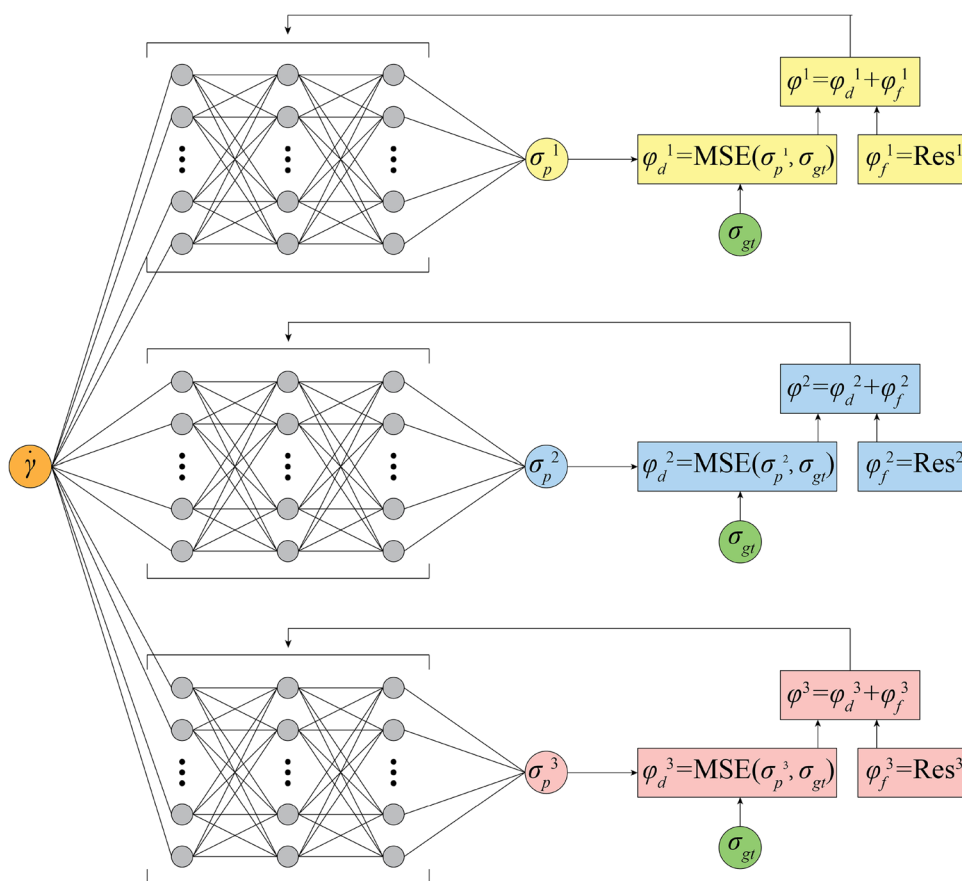 φ¹=φ_d¹+φ_f¹
σ_p¹
φ_d¹=MSE(σ_p¹, σ_gt)
φ_f¹=Res¹
σ_gt
φ²=φ_d²+φ_f²
γ̇
σ_p²
φ_d²=MSE(σ_p², σ_gt)
φ_f²=Res²
σ_gt
φ³=φ_d³+φ_f³
σ_p³
φ_d³=MSE(σ_p³, σ_gt)
φ_f³=Res³
σ_gt